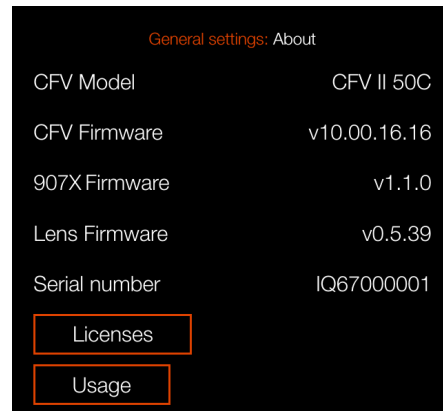 General settings: About
CFV Model CFV II 50C
CFV Firmware v10.00.16.16
907X Firmware v1.1.0
Lens Firmware v0.5.39
Serial number IQ67000001
Licenses
Usage